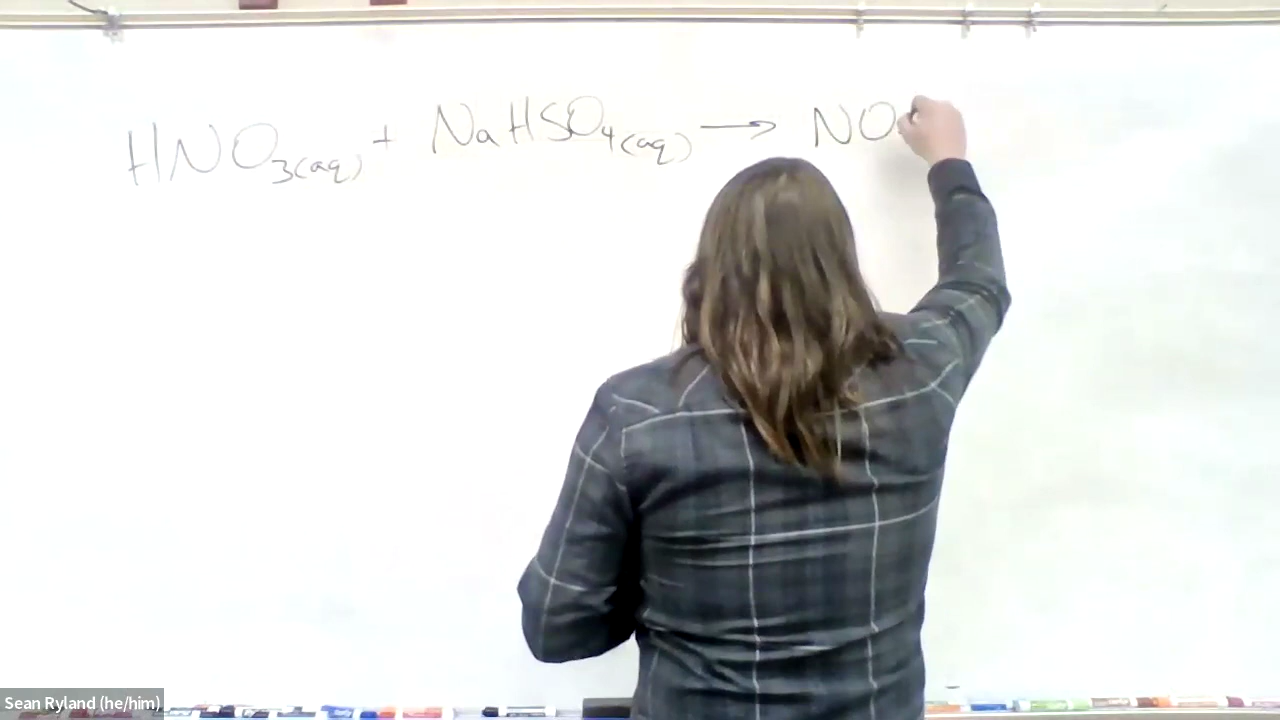 HNO3(aq) + NaHSO4(aq) → NO
Sean Ryland (he/him)